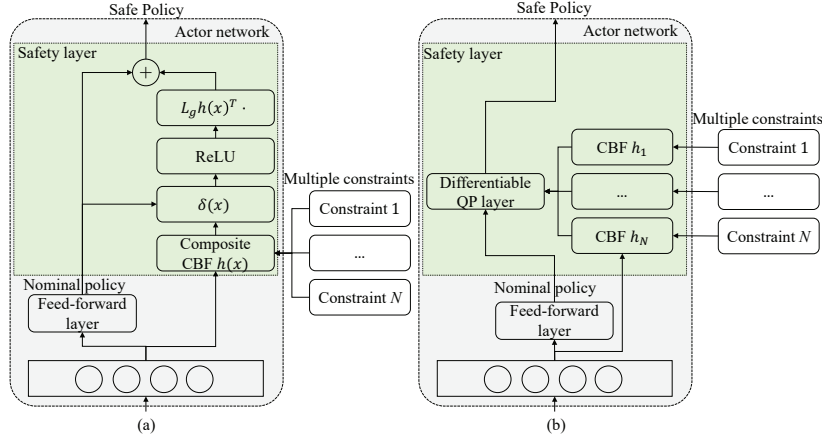 Safe Policy
Actor network
Safety layer
+
L_g h(x)^T ·
ReLU
δ(x)
Composite
CBF h(x)
Multiple constraints
Constraint 1
...
Constraint N
Nominal policy
Feed-forward
layer
(a)
Safe Policy
Actor network
Safety layer
Multiple constraints
CBF h_1
Constraint 1
Differentiable
QP layer
...
...
CBF h_N
Constraint N
Nominal policy
Feed-forward
layer
(b)